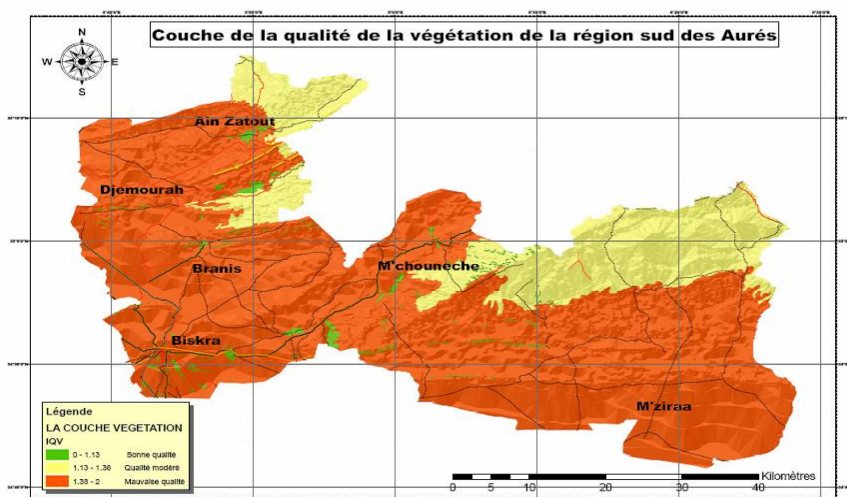 Couche de la qualité de la végétation de la région sud des Aurés
N
W E
S
Ain Zatout
Djemourah
Branis
M'chouneche
Biskra
M'ziraa
Légende
LA COUCHE VEGETATION
IQV
0 - 1.13 Bonne qualité
1.13 - 1.38 Qualité modéré
1.38 - 2 Mauvaise qualité
Kilomètres
0 5 10 20 30 40